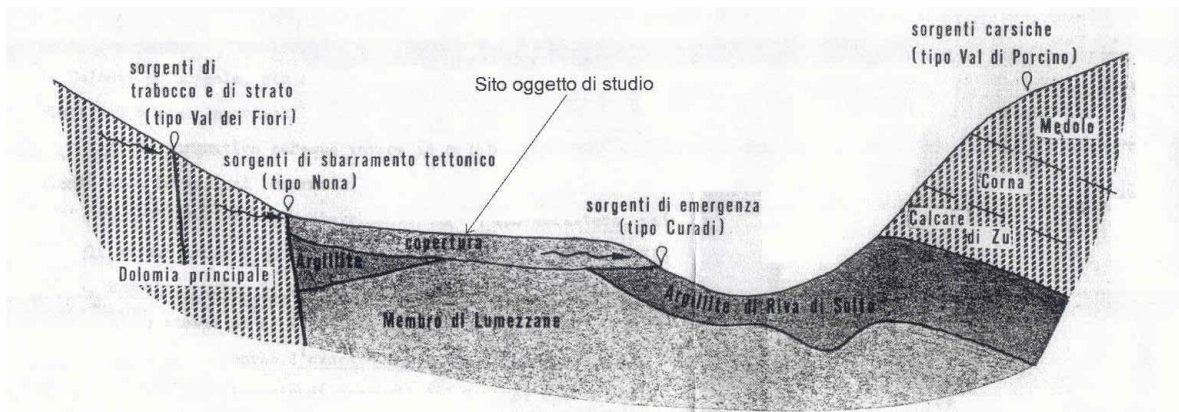 sorgenti carsiche
(tipo Val di Porcino)
sorgenti di
trabocco e di strato
(tipo Val dei Fiori)
Sito oggetto di studio
Medolo
sorgenti di sbarramento tettonico
(tipo Nona)
Corna
sorgenti di emergenza
(tipo Curadi)
Calcare
di Zu
copertura
Argillite
Dolomia principale
Argillite di Riva di Solto
Membro di Lumezzane